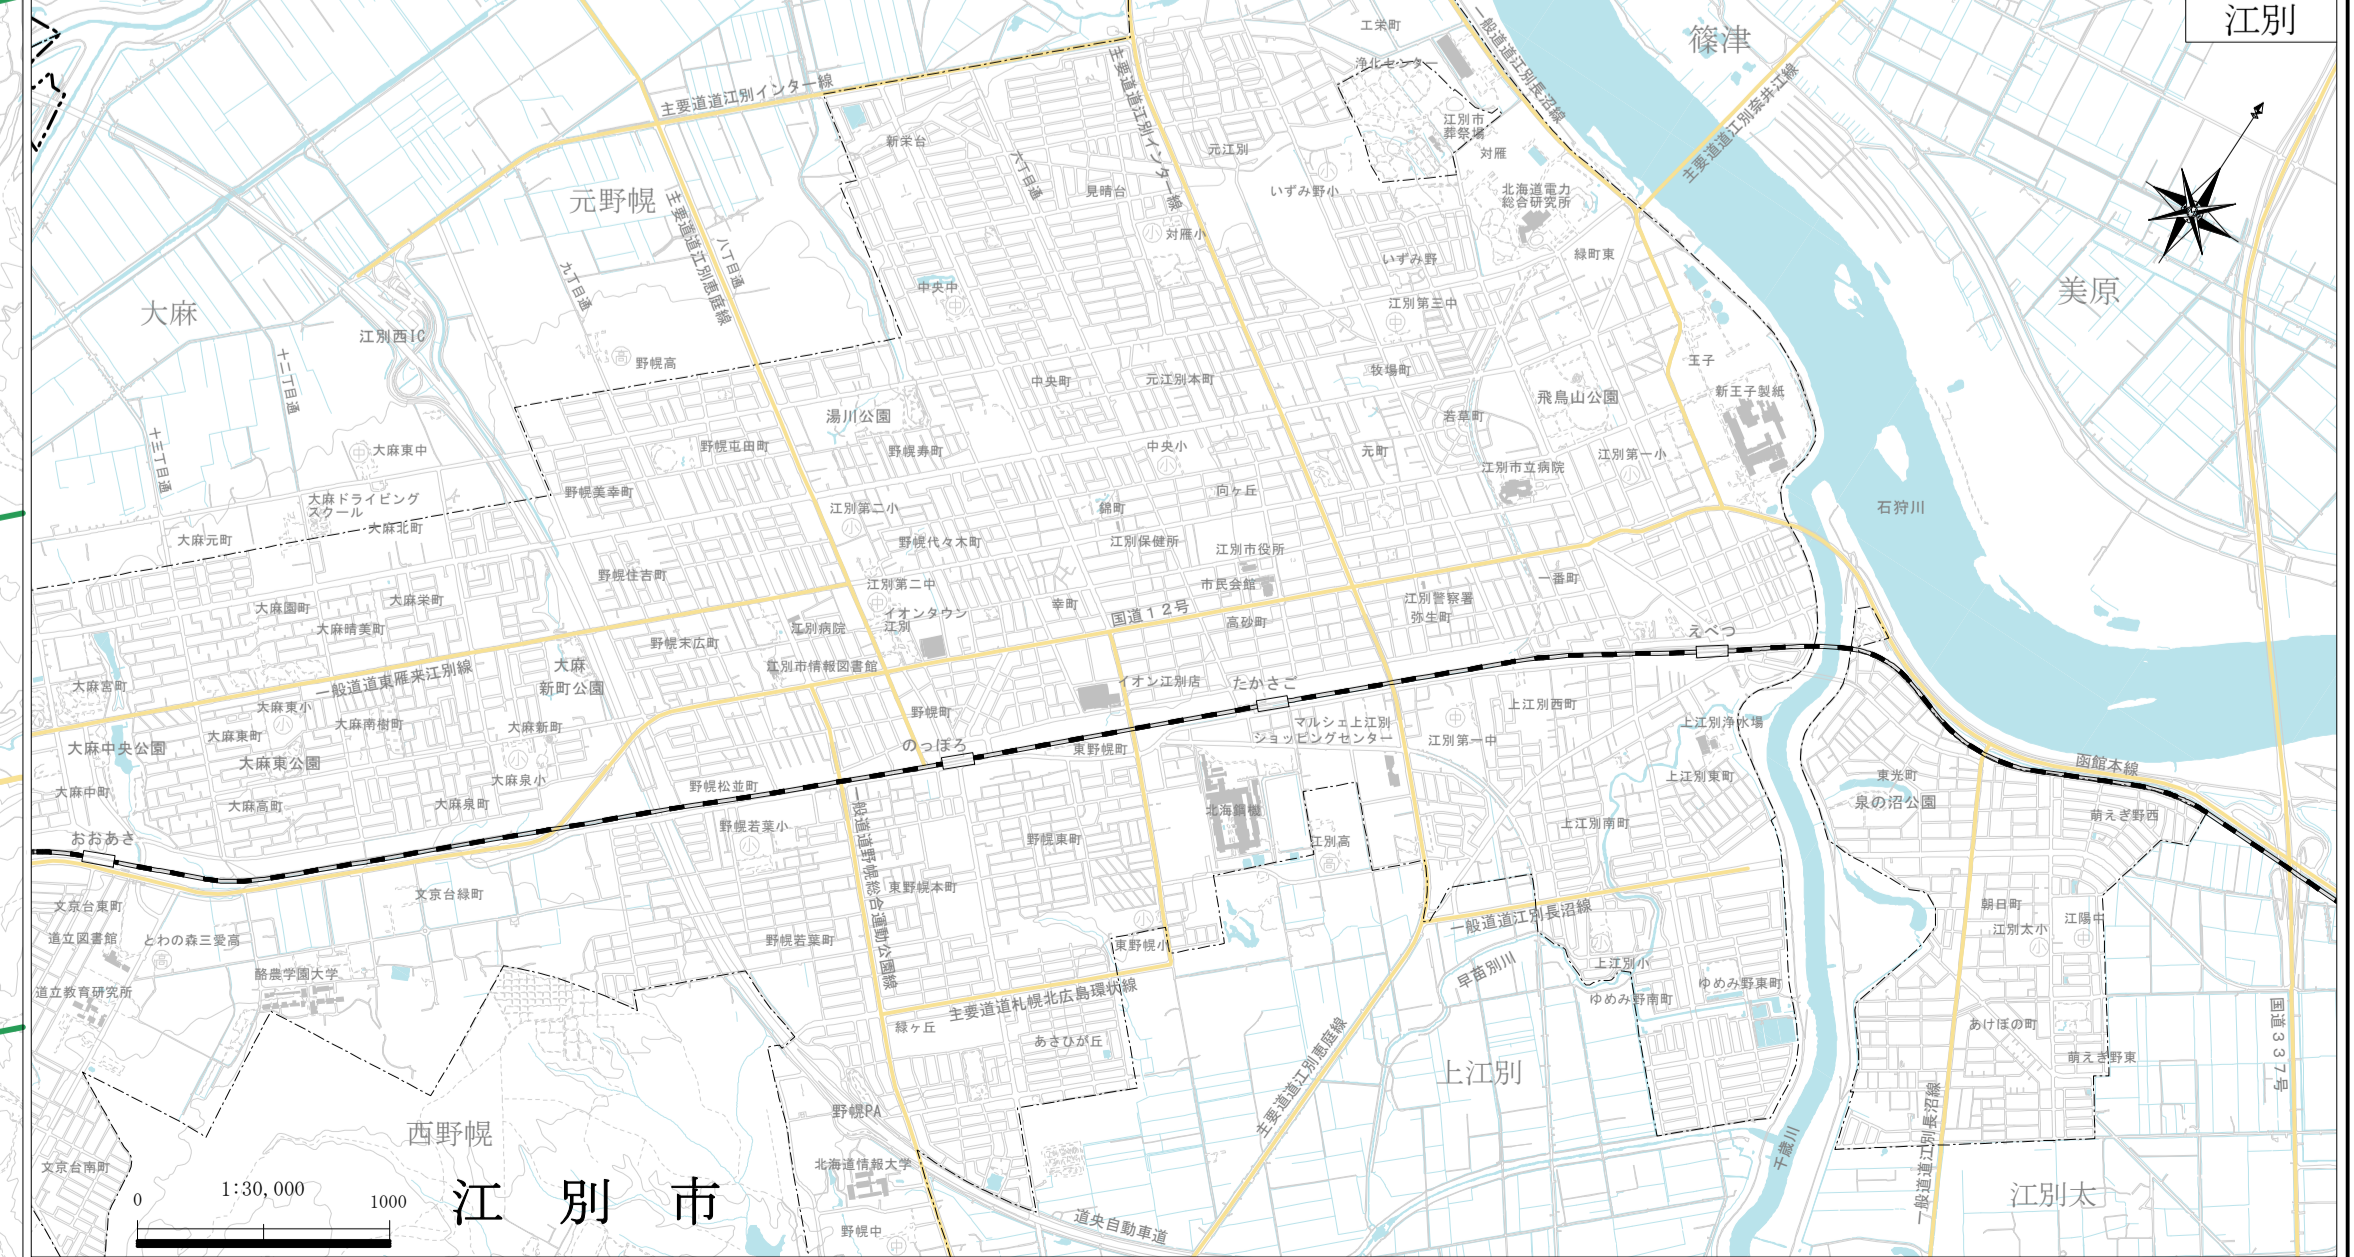 江別
工栄町
一般道道江別長沼線
篠津
浄化センター
主要道道江別インター線
主要道道江別インター線
主要道道江別奈井江線
江別市
葬祭場
新栄台
元江別
対雁
六丁目通
見晴台
いずみ野小
北海道電力
総合研究所
元野幌
主要道道江別恵庭線
八丁目通
対雁小
小
九丁目通
いずみ野
緑町東
美原
中央中
中
江別第三中
中
大麻
江別西IC
十二丁目通
高
野幌高
王子
牧場町
中央町
元江別本町
新王子製紙
飛鳥山公園
湯川公園
若草町
十三丁目通
中
大麻東中
野幌屯田町
野幌寿町
中央小
小
元町
江別第一小
小
江別市立病院
野幌美幸町
向ヶ丘
大麻ドライビング
スクール
江別第二小
小
錦町
石狩川
大麻北町
大麻元町
野幌代々木町
江別保健所
江別市役所
野幌住吉町
江別第二中
中
市民会館
一番町
大麻園町
大麻栄町
イオンタウン
江別
幸町
国道12号
江別警察署
弥生町
大麻晴美町
江別病院
高砂町
野幌末広町
えべつ
江別市情報図書館
大麻
新町公園
一般道道東雁来江別線
イオン江別店
たかさご
大麻宮町
大麻東小
小
大麻南樹町
大麻新町
野幌町
上江別西町
マルシェ上江別
ショッピングセンター
中
江別第一中
上江別浄水場
大麻東町
大麻中央公園
大麻東公園
のっぽろ
東野幌町
函館本線
大麻泉小
小
上江別東町
東光町
大麻中町
大麻高町
大麻泉町
野幌松並町
一般道道野幌総合運動公園線
北海鋼機
泉の沼公園
萌えぎ野西
おおあさ
野幌若葉小
小
野幌東町
江別高
高
上江別南町
文京台緑町
東野幌本町
文京台東町
一般道道江別長沼線
朝日町
江陽中
中
道立図書館
とわの森三愛高
高
野幌若葉町
小
東野幌小
江別太小
小
小
上江別小
酪農学園大学
早苗別川
道立教育研究所
主要道道札幌北広島環状線
ゆめみ野南町
ゆめみ野東町
国道337号
緑ヶ丘
あさひが丘
主要道道江別恵庭線
あけぼの町
上江別
萌えぎ野東
野幌PA
西野幌
一般道道江別長沼線
千歳川
文京台南町
北海道情報大学
0
1:30,000
1000
江別市
江別太
道央自動車道
野幌中
中